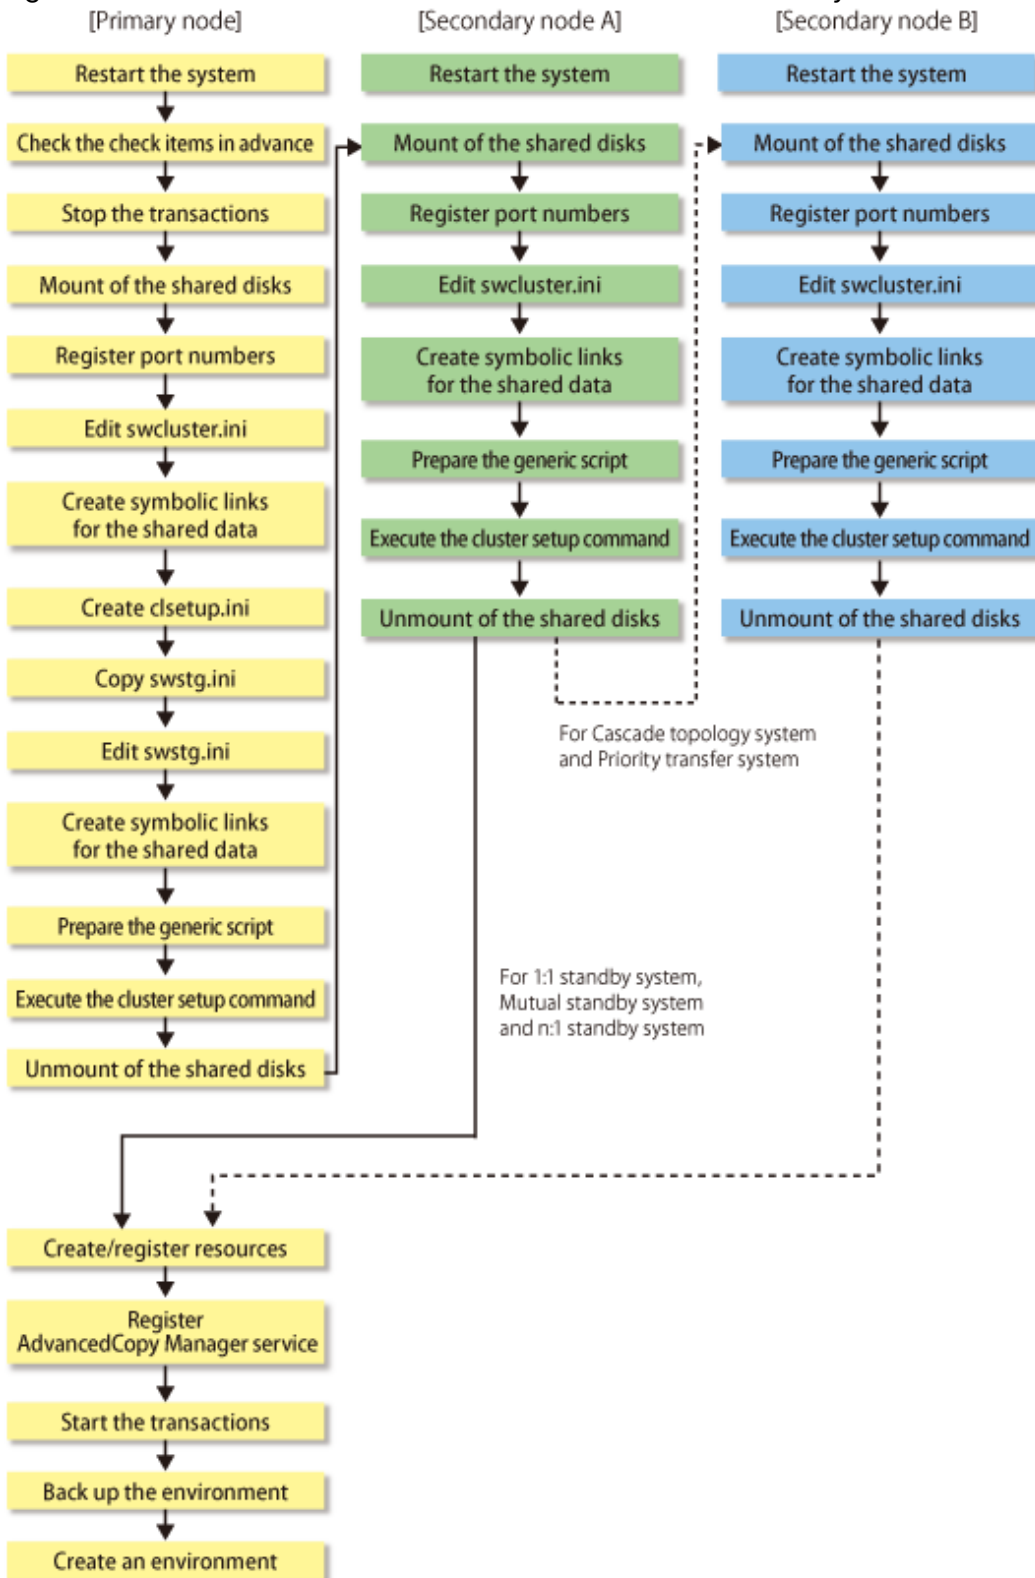 [Primary node]
Restart the system
Check the check items in advance
Stop the transactions
Mount of the shared disks
Register port numbers
Edit swcluster.ini
Create symbolic links
for the shared data
Create clsetup.ini
Copy swstg.ini
Edit swstg.ini
Create symbolic links
for the shared data
Prepare the generic script
Execute the cluster setup command
Unmount of the shared disks
[Secondary node A]
Restart the system
Mount of the shared disks
Register port numbers
Edit swcluster.ini
Create symbolic links
for the shared data
Prepare the generic script
Execute the cluster setup command
Unmount of the shared disks
[Secondary node B]
Restart the system
Mount of the shared disks
Register port numbers
Edit swcluster.ini
Create symbolic links
for the shared data
Prepare the generic script
Execute the cluster setup command
Unmount of the shared disks
For Cascade topology system
and Priority transfer system
For 1:1 standby system,
Mutual standby system
and n:1 standby system
Create/register resources
Register
AdvancedCopy Manager service
Start the transactions
Back up the environment
Create an environment